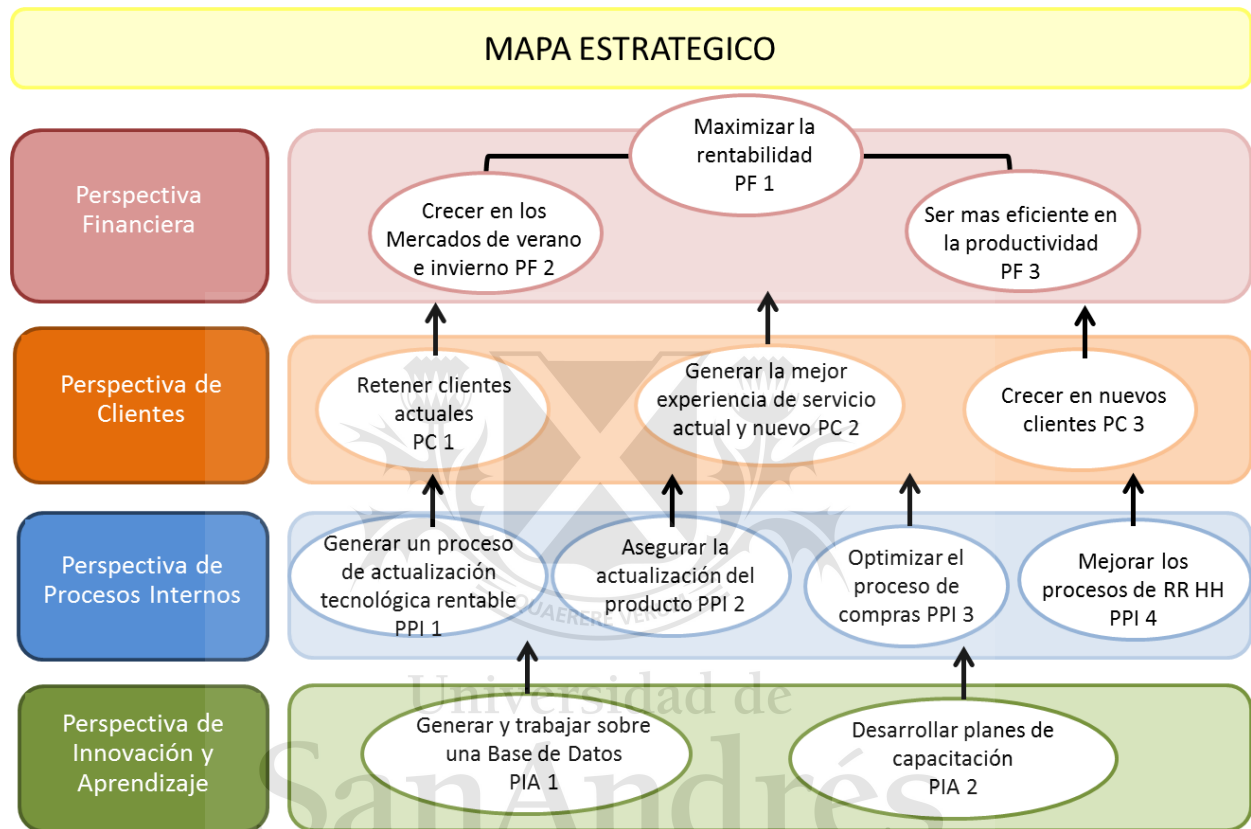 MAPA ESTRATEGICO
Perspectiva
Financiera
Maximizar la
rentabilidad
PF 1
Crecer en los
Mercados de verano
e invierno PF 2
Ser mas eficiente en
la productividad
PF 3
Perspectiva de
Clientes
Retener clientes
actuales
PC 1
Generar la mejor
experiencia de servicio
actual y nuevo PC 2
Crecer en nuevos
clientes PC 3
Perspectiva de
Procesos Internos
Generar un proceso
de actualización
tecnológica rentable
PPI 1
Asegurar la
actualización del
producto PPI 2
Optimizar el
proceso de
compras PPI 3
Mejorar los
procesos de RR HH
PPI 4
QUAERERE VERUM
Perspectiva de
Innovación y
Aprendizaje
Generar y trabajar sobre
una Base de Datos
PIA 1
Desarrollar planes de
capacitación
PIA 2
Universidad de
SanAndrés